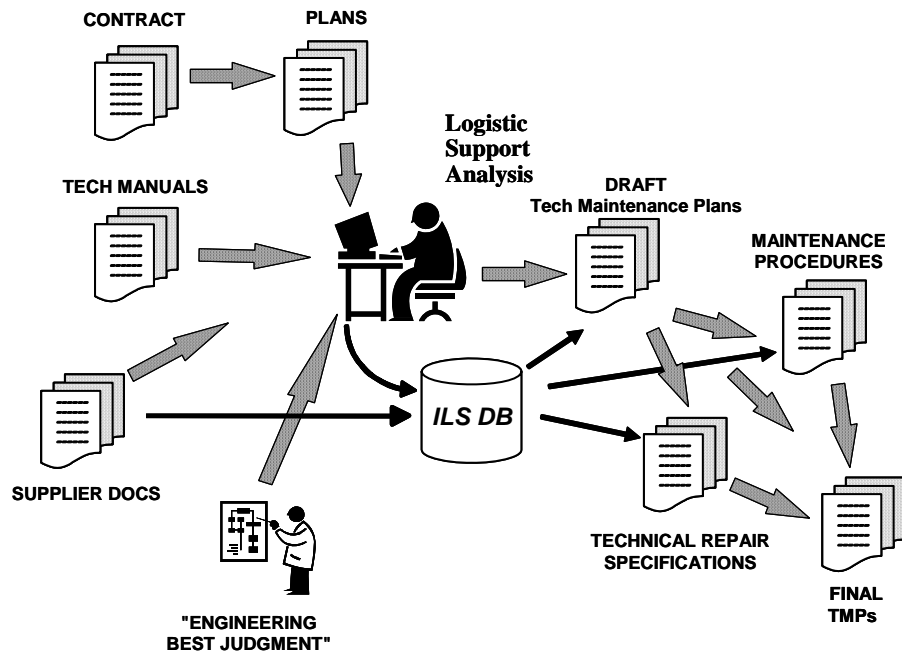 CONTRACT
PLANS
Logistic
Support
Analysis
TECH MANUALS
DRAFT
Tech Maintenance Plans
MAINTENANCE
PROCEDURES
ILS DB
SUPPLIER DOCS
TECHNICAL REPAIR
SPECIFICATIONS
FINAL
TMPs
"ENGINEERING
BEST JUDGMENT"